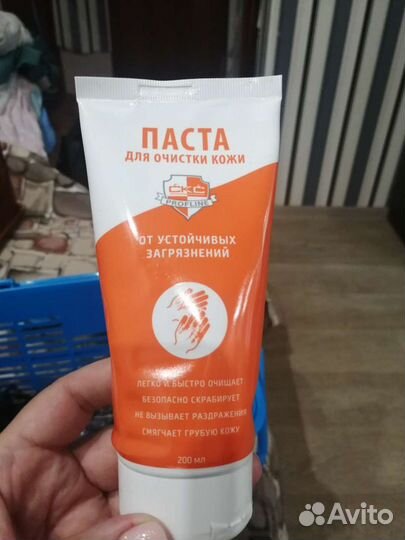 ПАСТА
ДЛЯ ОЧИСТКИ КОЖИ
СКС
PROFLINE
ОТ УСТОЙЧИВЫХ
ЗАГРЯЗНЕНИЙ
ЛЕГКО И БЫСТРО ОЧИЩАЕТ
БЕЗОПАСНО СКРАБИРУЕТ
НЕ ВЫЗЫВАЕТ РАЗДРАЖЕНИЯ
СМЯГЧАЕТ ГРУБУЮ КОЖУ
200 МЛ
Avito